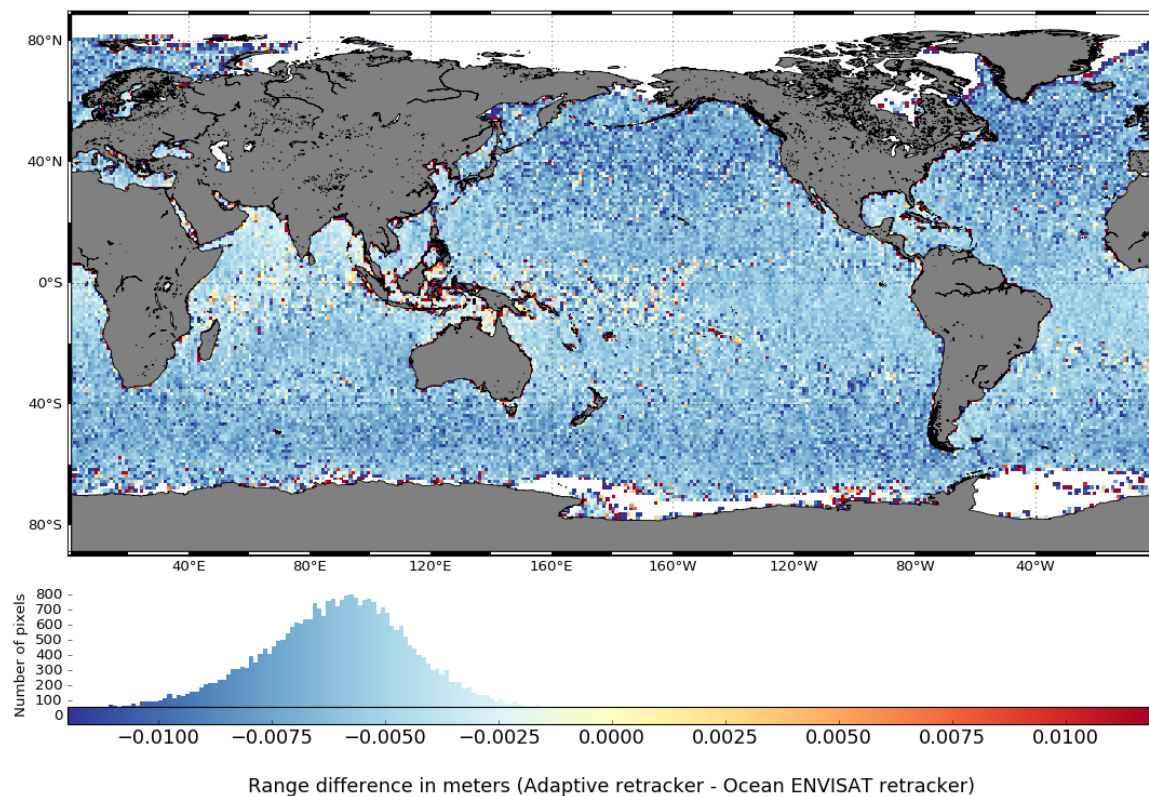 80°N
40°N
0°S
40°S
80°S
40°E 80°E 120°E 160°E 160°W 120°W 80°W 40°W
Number of pixels
800
700
600
500
400
300
200
100
0
−0.0100 −0.0075 −0.0050 −0.0025 0.0000 0.0025 0.0050 0.0075 0.0100
Range difference in meters (Adaptive retracker - Ocean ENVISAT retracker)